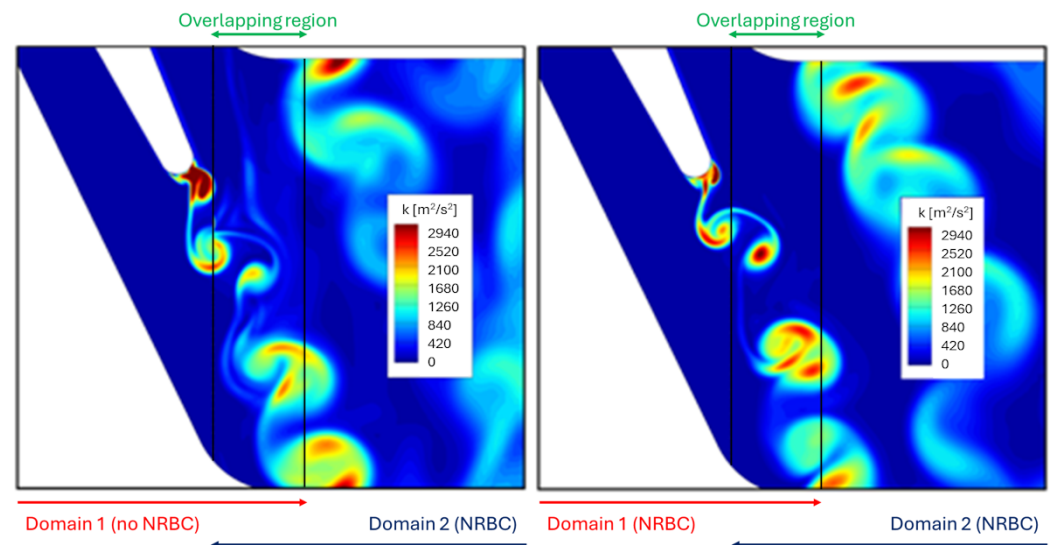 Overlapping region
Overlapping region
k [m²/s²]
2940
2520
2100
1680
1260
840
420
0
k [m²/s²]
2940
2520
2100
1680
1260
840
420
0
Domain 1 (no NRBC)
Domain 2 (NRBC)
Domain 1 (NRBC)
Domain 2 (NRBC)